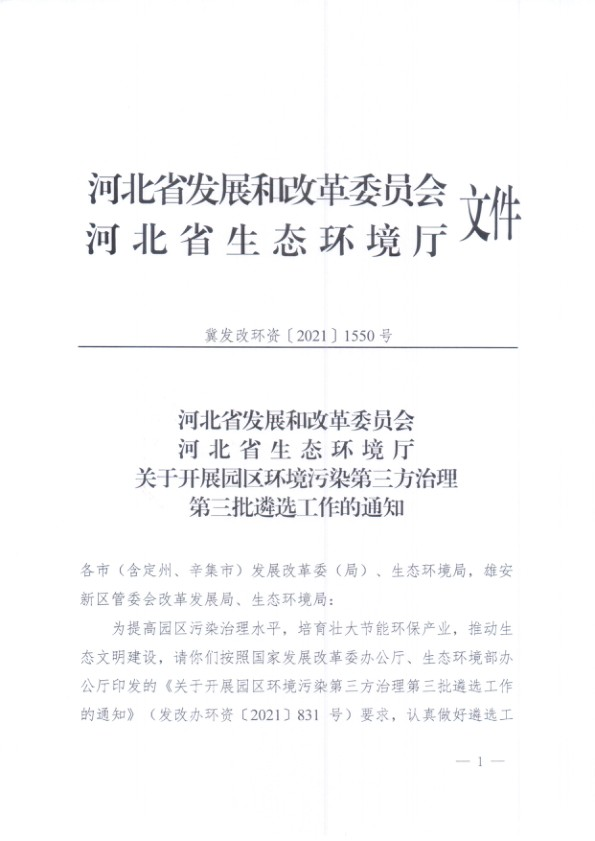 河北省发展和改革委员会
河北省生态环境厅
文件
冀发改环资〔2021〕1550号
河北省发展和改革委员会
河北省生态环境厅
关于开展园区环境污染第三方治理
第三批遴选工作的通知
各市（含定州、辛集市）发展改革委（局）、生态环境局，雄安
新区管委会改革发展局、生态环境局：
为提高园区污染治理水平，培育壮大节能环保产业，推动生
态文明建设，请你们按照国家发展改革委办公厅、生态环境部办
公厅印发的《关于开展园区环境污染第三方治理第三批遴选工作
的通知》（发改办环资〔2021〕831 号）要求，认真做好遴选工
— 1 —